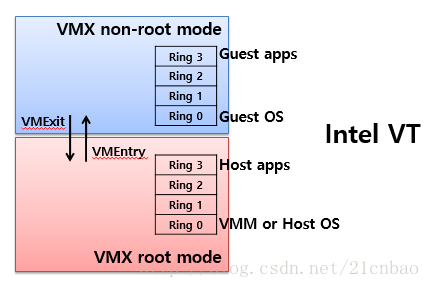 VMX non-root mode
Ring 3 Guest apps
Ring 2
Ring 1
Ring 0 Guest OS
VMExit
VMEntry
Intel VT
Ring 3 Host apps
Ring 2
Ring 1
Ring 0 VMM or Host OS
VMX root mode
http://blog.csdn.net/21cnbao